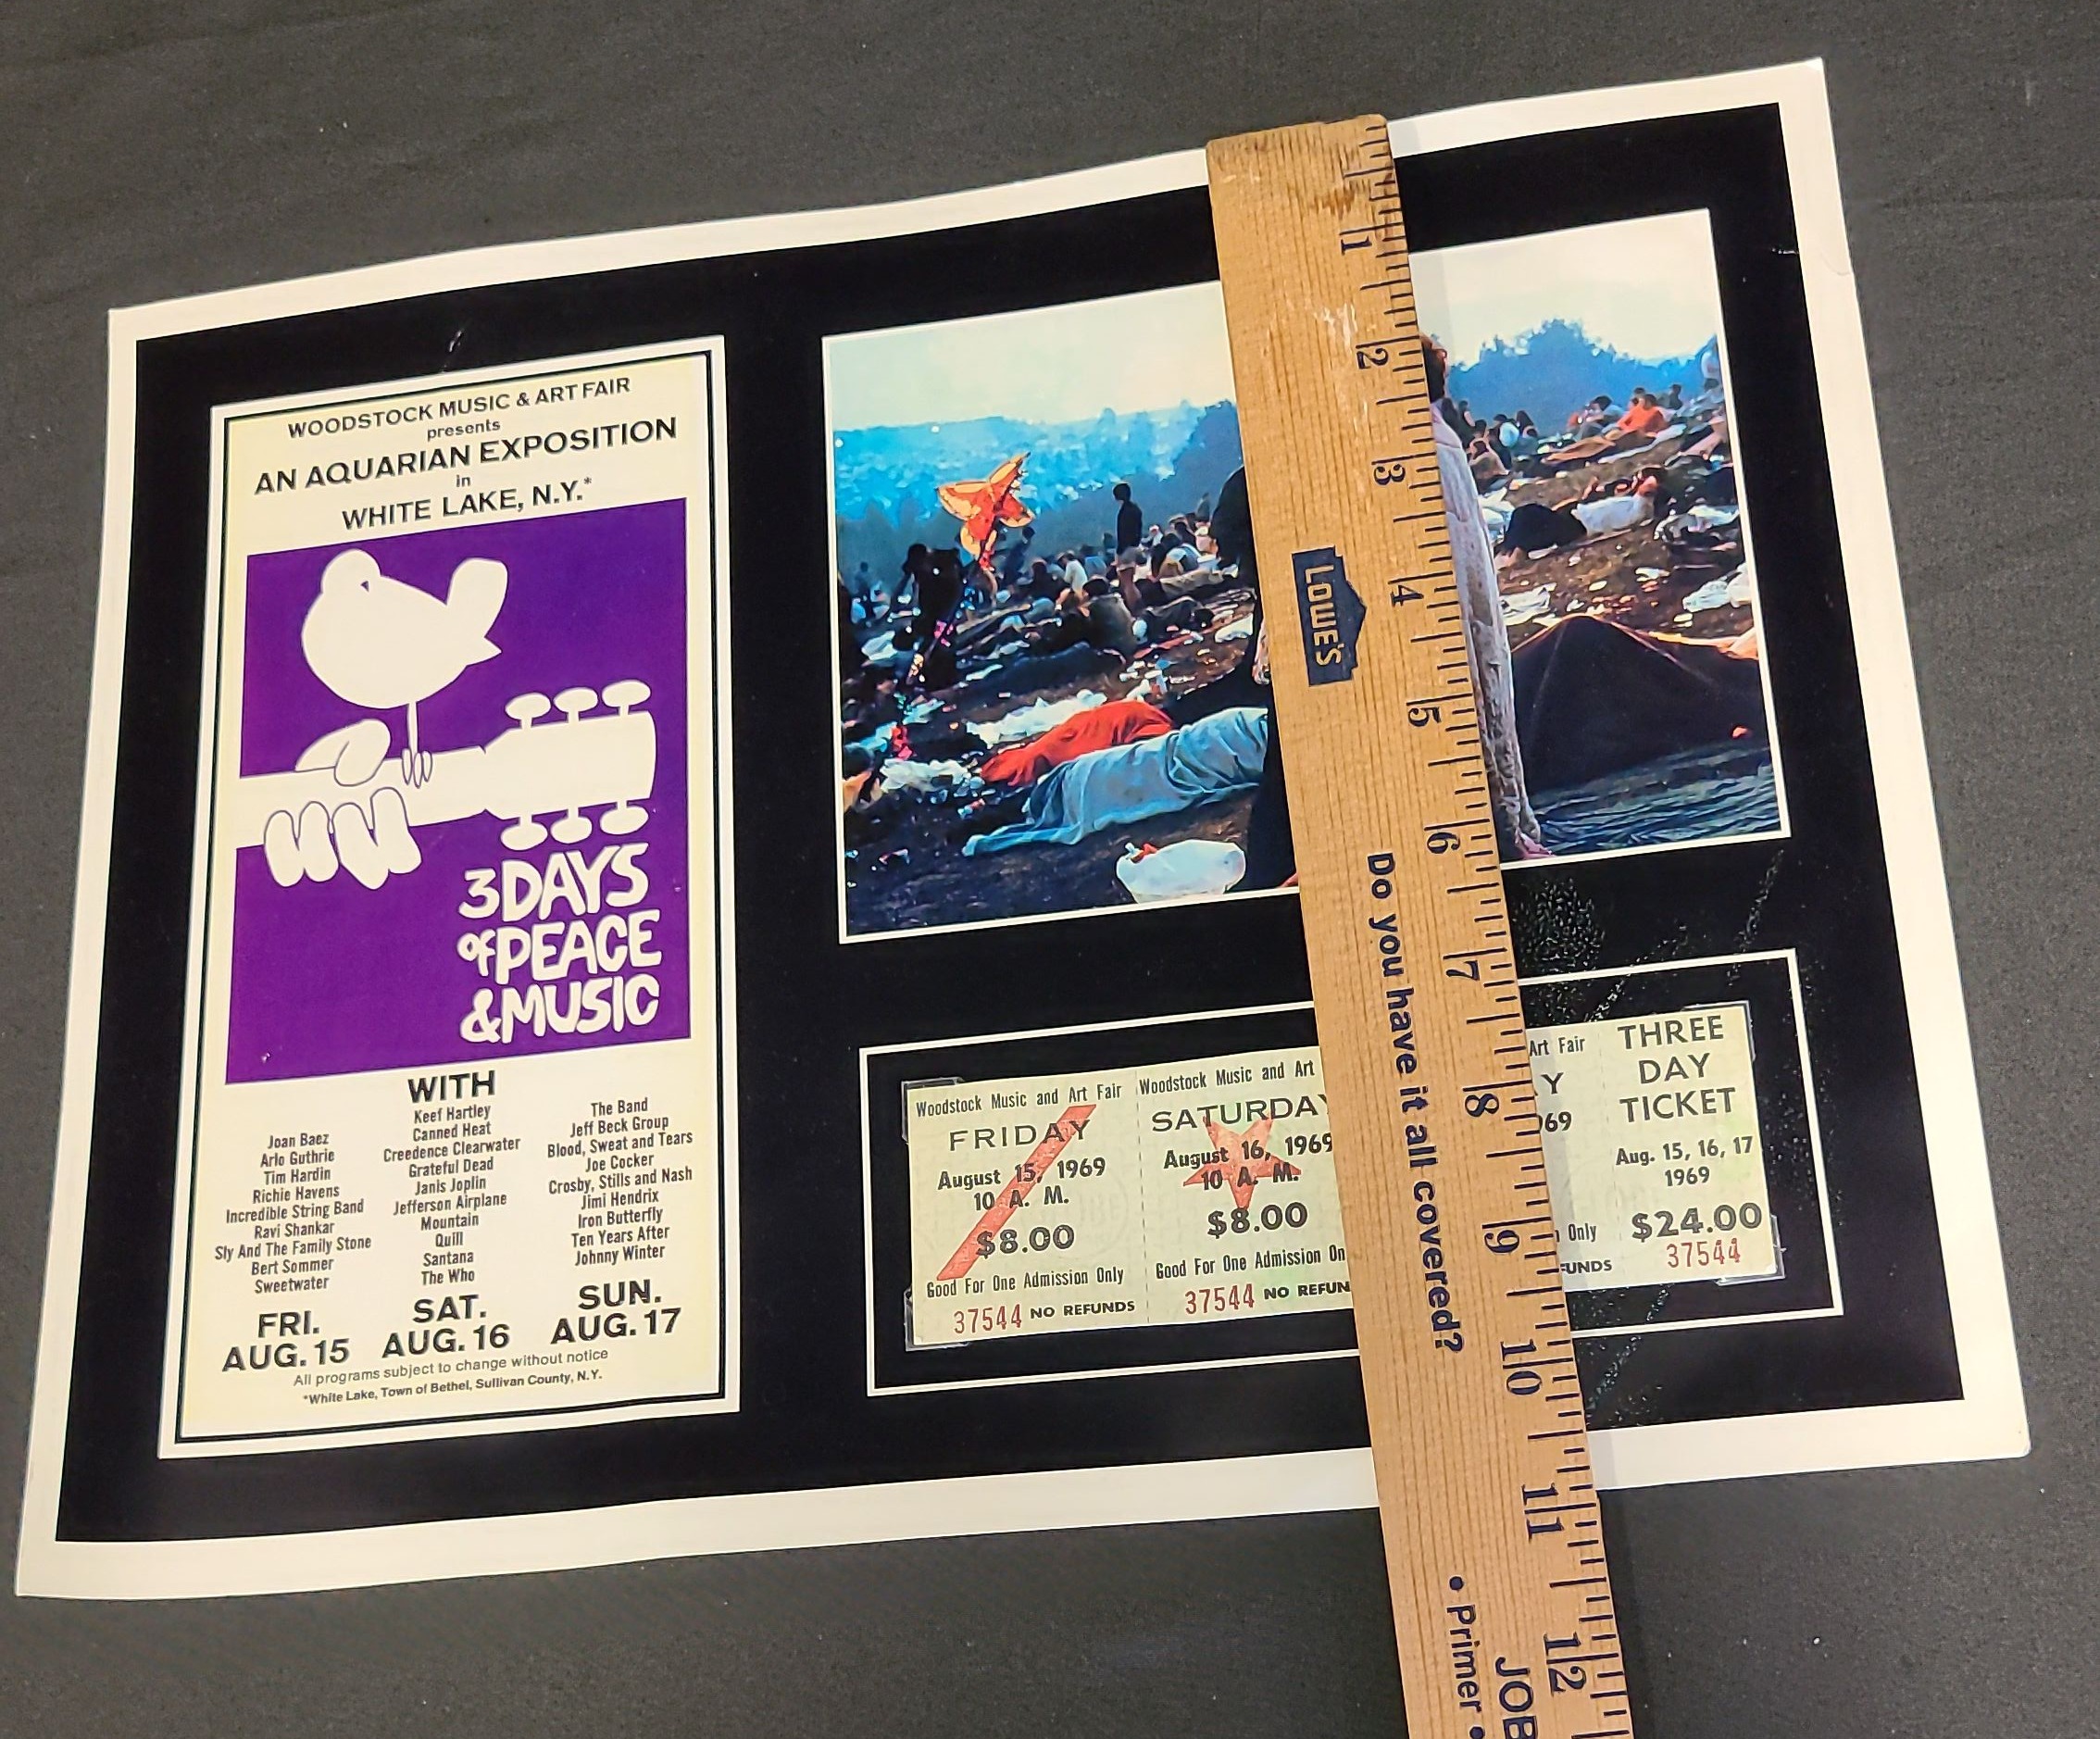 WOODSTOCK MUSIC & ART FAIR
presents
AN AQUARIAN EXPOSITION
in
WHITE LAKE, N.Y.*
3 DAYS
of PEACE
& MUSIC
WITH
Joan Baez
Arlo Guthrie
Tim Hardin
Richie Havens
Incredible String Band
Ravi Shankar
Sly And The Family Stone
Bert Sommer
Sweetwater
FRI.
AUG. 15
Keef Hartley
Canned Heat
Creedence Clearwater
Grateful Dead
Janis Joplin
Jefferson Airplane
Mountain
Quill
Santana
The Who
SAT.
AUG. 16
The Band
Jeff Beck Group
Blood, Sweat and Tears
Joe Cocker
Crosby, Stills and Nash
Jimi Hendrix
Iron Butterfly
Ten Years After
Johnny Winter
SUN.
AUG. 17
All programs subject to change without notice
*White Lake, Town of Bethel, Sullivan County, N.Y.
Woodstock Music and Art Fair
FRIDAY
August 15, 1969
10 A. M.
$8.00
Good For One Admission Only
37544 NO REFUNDS
Woodstock Music and Art
SATURDAY
August 16, 1969
10 A. M.
$8.00
Good For One Admission On
37544 NO REFUN
Art Fair
Y
69
Only
FUNDS
THREE
DAY
TICKET
Aug. 15, 16, 17
1969
$24.00
37544
1
2
3
4
5
6
7
8
9
10
11
12
LOWE'S
Do you have it all covered?
• Primer •
JOB